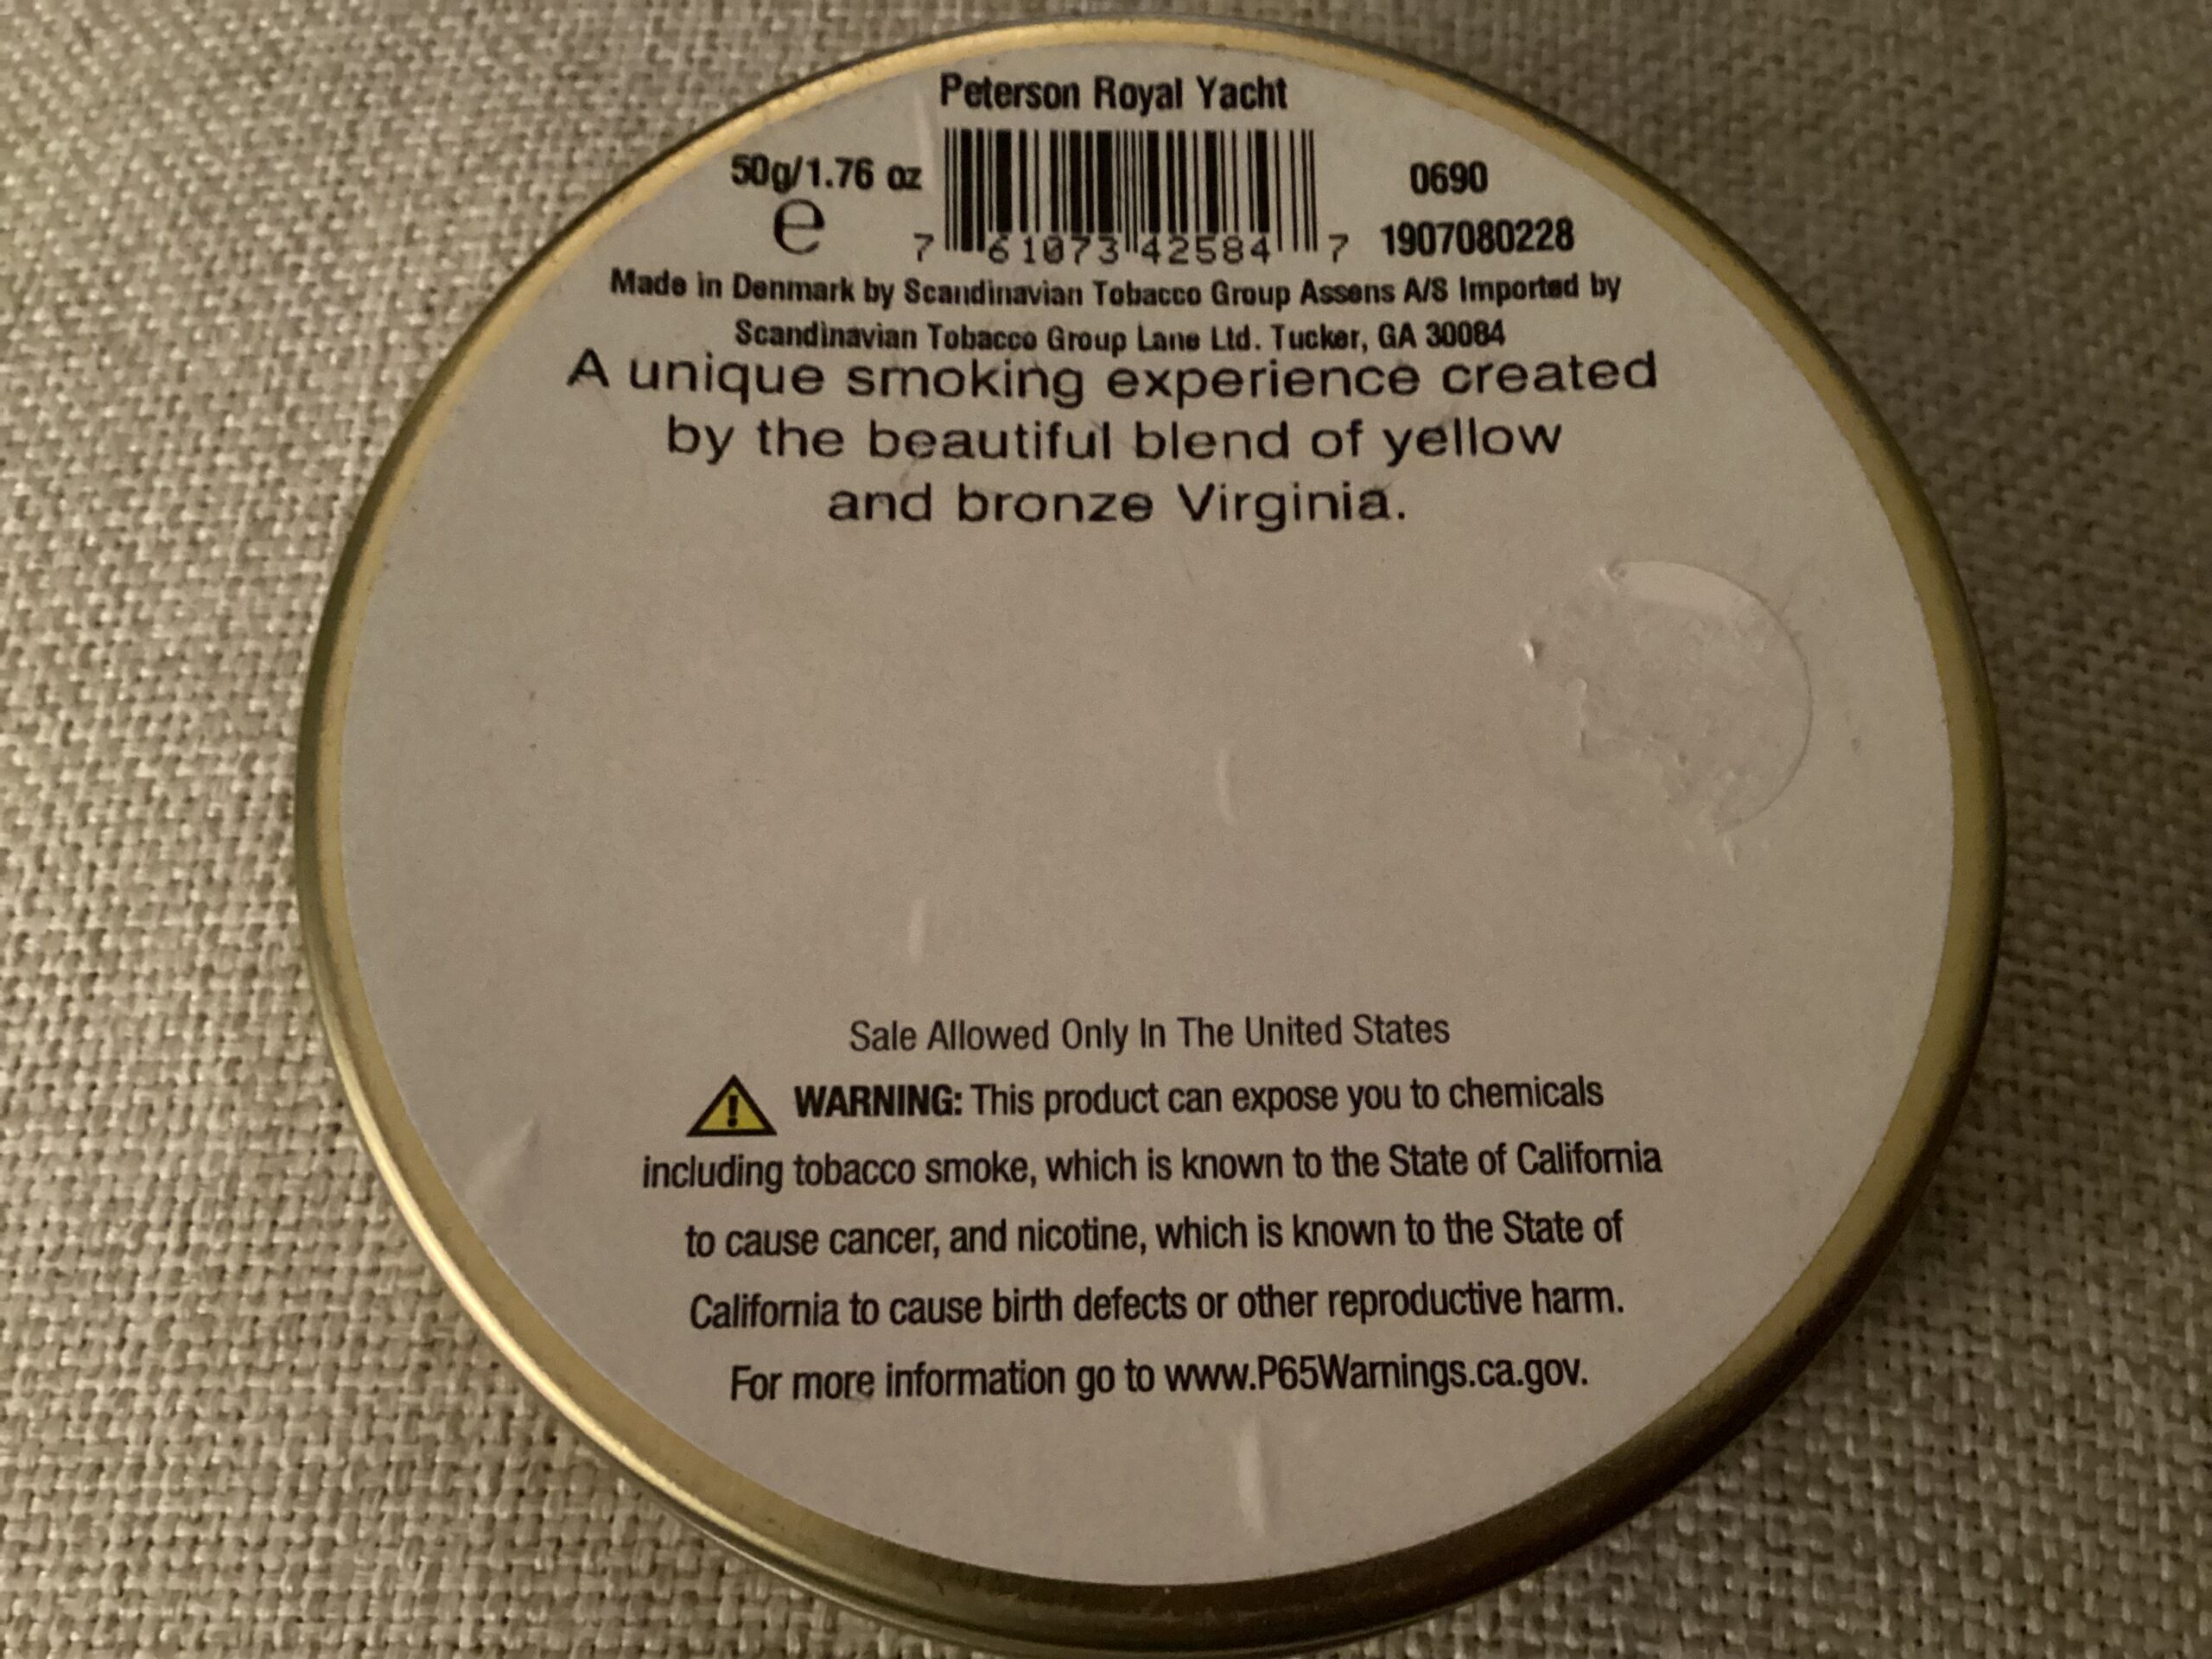 Peterson Royal Yacht
50g/1.76 oz
e
7 61073 42584 7
0690
1907080228
Made in Denmark by Scandinavian Tobacco Group Assens A/S Imported by
Scandinavian Tobacco Group Lane Ltd. Tucker, GA 30084
A unique smoking experience created
by the beautiful blend of yellow
and bronze Virginia.
Sale Allowed Only In The United States
WARNING: This product can expose you to chemicals
including tobacco smoke, which is known to the State of California
to cause cancer, and nicotine, which is known to the State of
California to cause birth defects or other reproductive harm.
For more information go to www.P65Warnings.ca.gov.